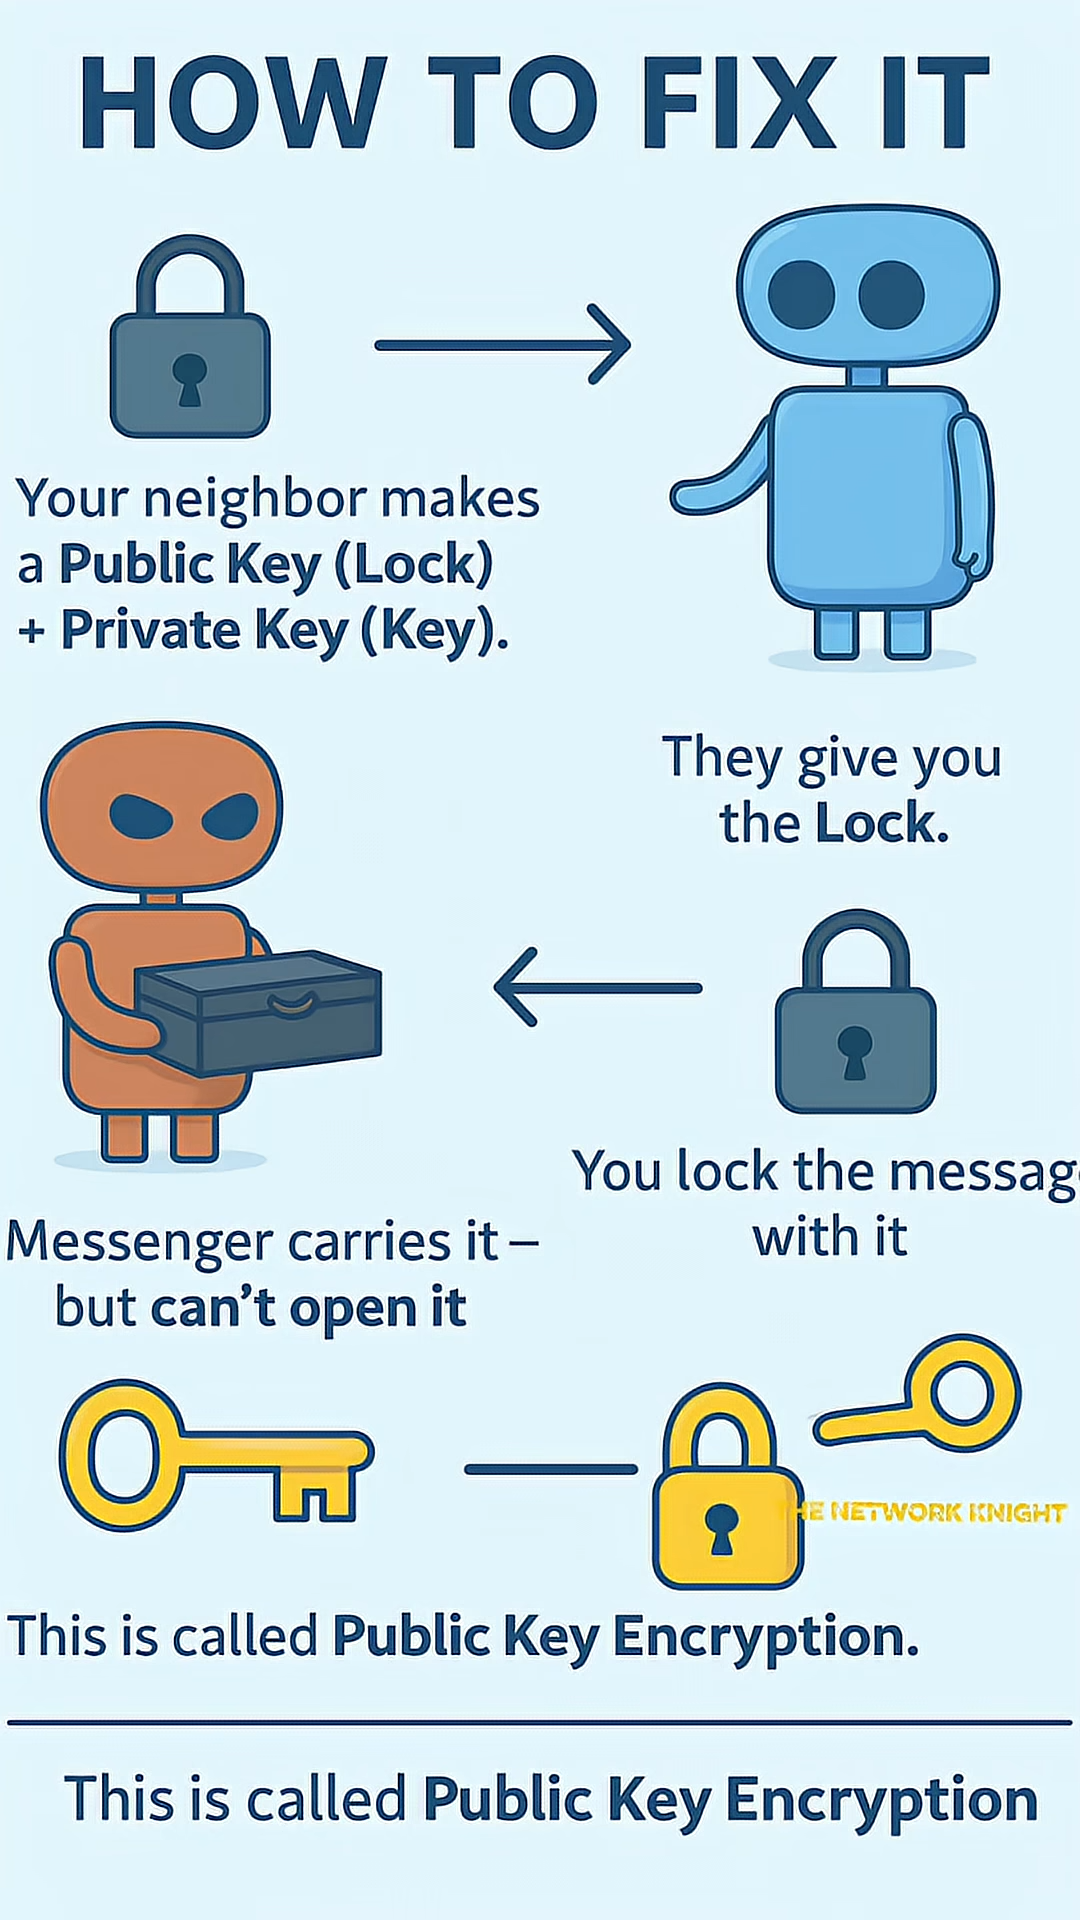 HOW TO FIX IT
Your neighbor makes
a Public Key (Lock)
+ Private Key (Key).
They give you
the Lock.
You lock the messag
with it
Messenger carries it –
but can't open it
THE NETWORK KNIGHT
This is called Public Key Encryption.
This is called Public Key Encryption